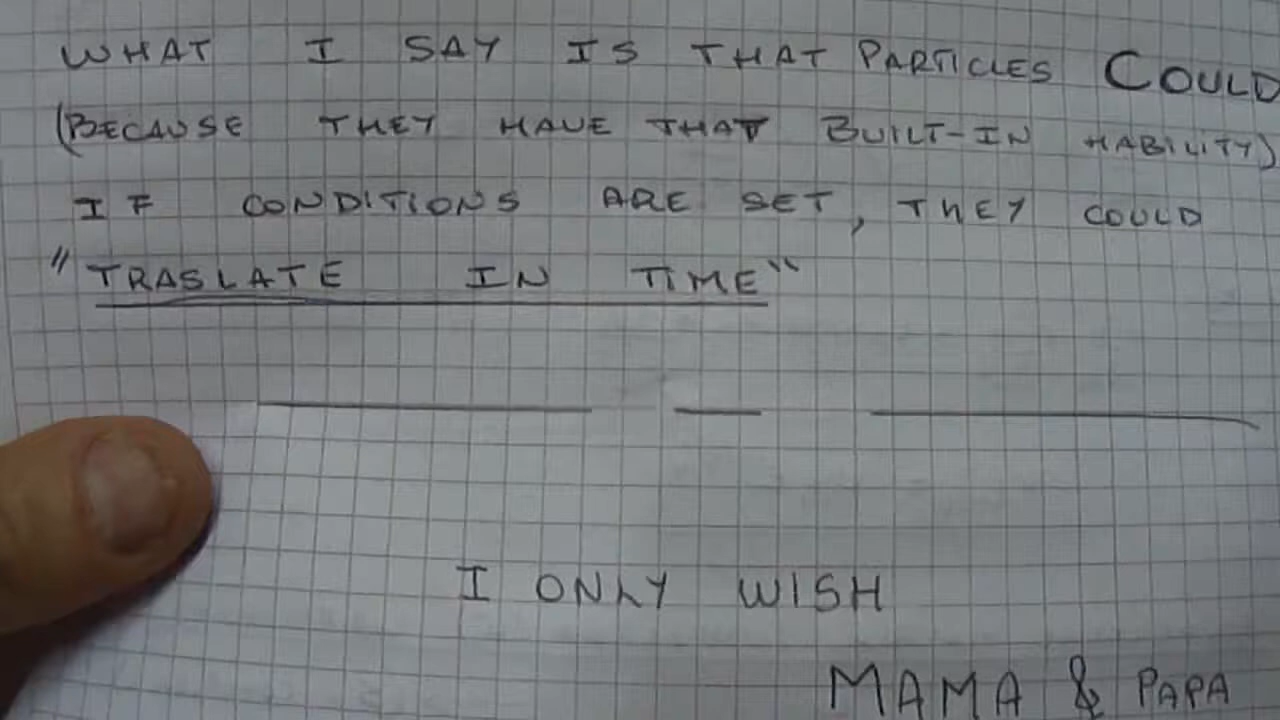 WHAT I SAY IS THAT PARTICLES COULD
(BECAUSE THEY HAVE THAT BUILT-IN HABILITY)
IF CONDITIONS ARE SET, THEY COULD
"TRASLATE IN TIME"
I ONLY WISH
MAMA & PAPA